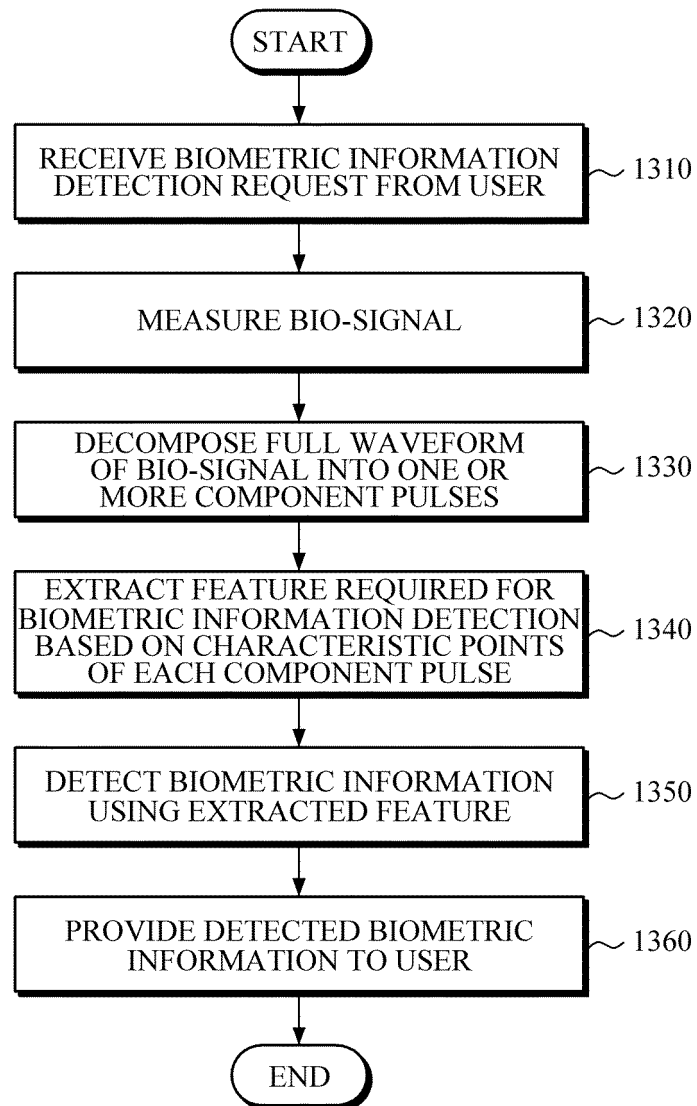 START
RECEIVE BIOMETRIC INFORMATION
DETECTION REQUEST FROM USER
1310
MEASURE BIO-SIGNAL
1320
DECOMPOSE FULL WAVEFORM
OF BIO-SIGNAL INTO ONE OR
MORE COMPONENT PULSES
1330
EXTRACT FEATURE REQUIRED FOR
BIOMETRIC INFORMATION DETECTION
BASED ON CHARACTERISTIC POINTS
OF EACH COMPONENT PULSE
1340
DETECT BIOMETRIC INFORMATION
USING EXTRACTED FEATURE
1350
PROVIDE DETECTED BIOMETRIC
INFORMATION TO USER
1360
END